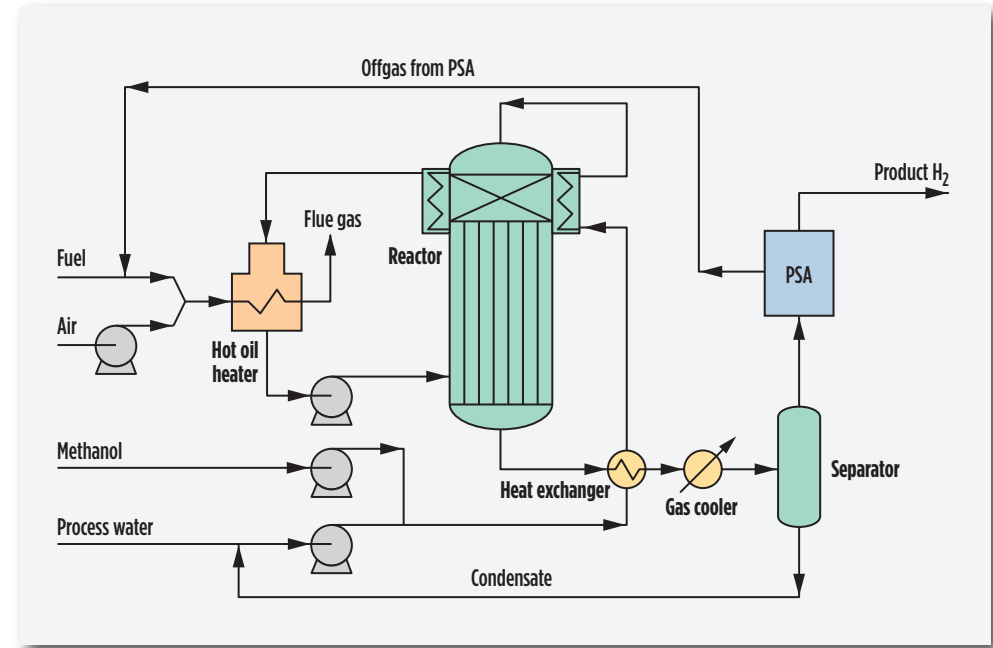 Offgas from PSA
Product H₂
Flue gas
Reactor
Fuel
PSA
Air
Hot oil
heater
Methanol
Separator
Heat exchanger
Gas cooler
Process water
Condensate